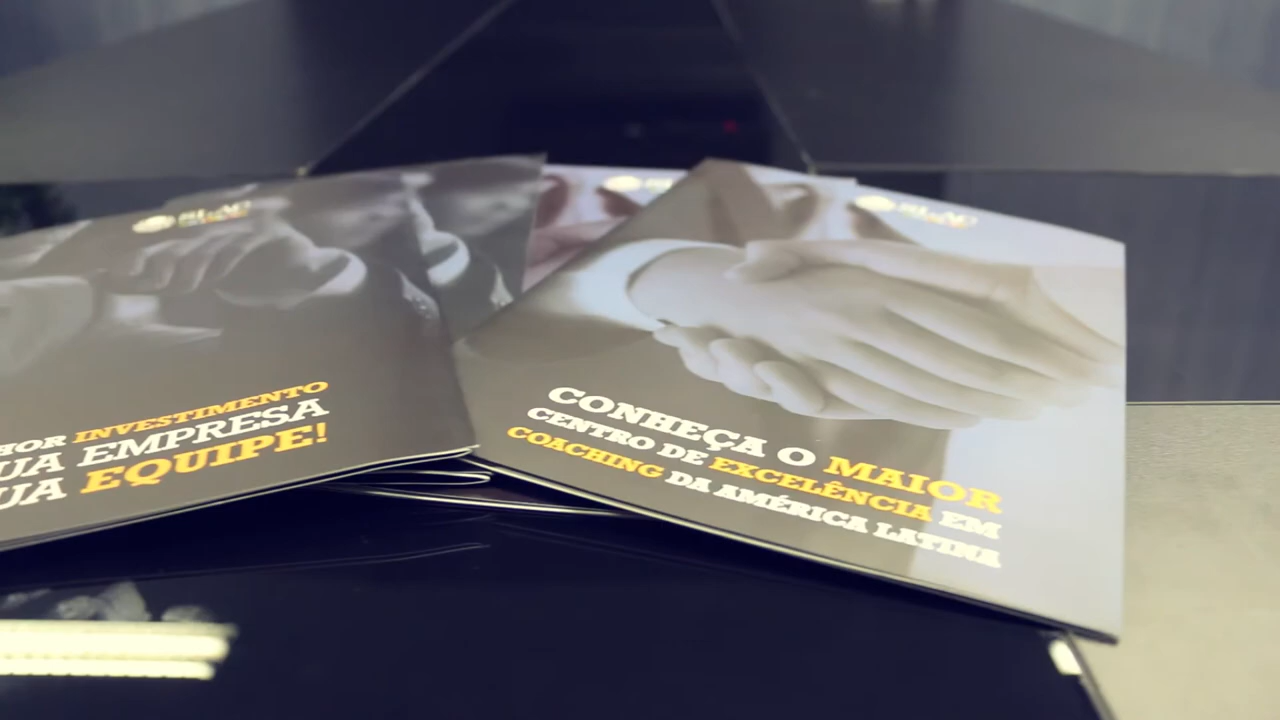 HOR INVESTIMENTO
UA EMPRESA
UA EQUIPE!
CONHEÇA O MAIOR
CENTRO DE EXCELÊNCIA EM
COACHING DA AMÉRICA LATINA